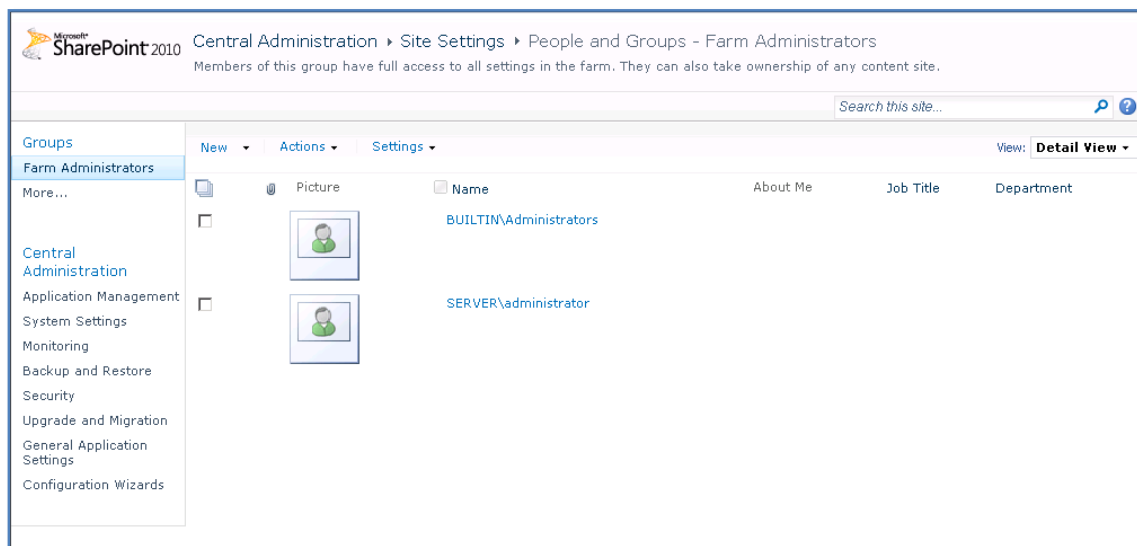 Microsoft®
SharePoint 2010
Central Administration ▸ Site Settings ▸ People and Groups - Farm Administrators
Members of this group have full access to all settings in the farm. They can also take ownership of any content site.
Search this site...
Groups
Farm Administrators
More...
Central
Administration
Application Management
System Settings
Monitoring
Backup and Restore
Security
Upgrade and Migration
General Application
Settings
Configuration Wizards
New Actions Settings View: Detail View
Picture Name About Me Job Title Department
BUILTIN\Administrators
SERVER\administrator